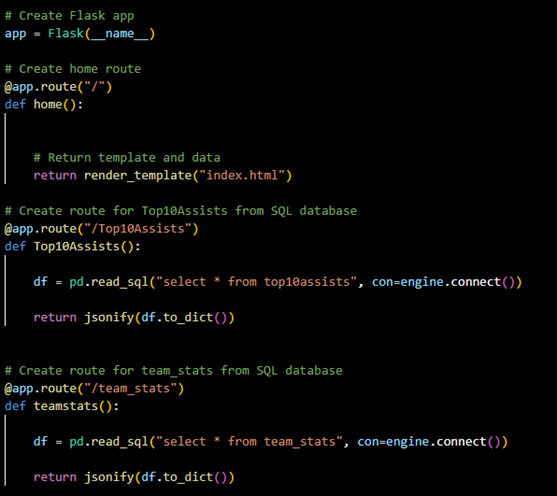 # Create Flask app
app = Flask(__name__)
# Create home route
@app.route("/")
def home():
# Return template and data
return render_template("index.html")
# Create route for Top10Assists from SQL database
@app.route("/Top10Assists")
def Top10Assists():
df = pd.read_sql("select * from top10assists", con=engine.connect())
return jsonify(df.to_dict())
# Create route for team_stats from SQL database
@app.route("/team_stats")
def teamstats():
df = pd.read_sql("select * from team_stats", con=engine.connect())
return jsonify(df.to_dict())